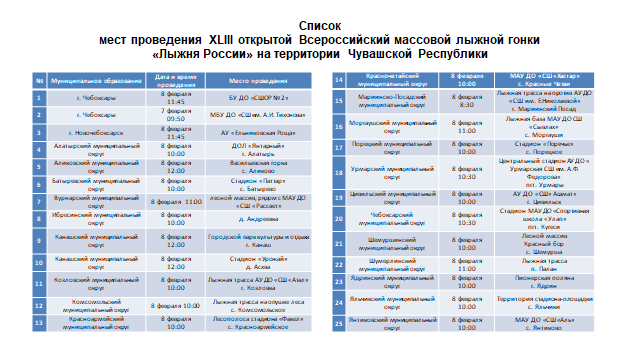 Список
мест проведения XLIII открытой Всероссийский массовой лыжной гонки
«Лыжня России» на территории Чувашской Республики
№ Муниципальное образование Дата и время Место проведения
проведения
1 г. Чебоксары 8 февраля БУ ДО «СШОР №2»
11:45
2 г. Чебоксары 7 февраля МБУ ДО «СШ им. А.И. Тихонова»
09:50
3 г. Новочебоксарск 8 февраля АУ «Ельниковская Роща»
11:45
4 Алатырский муниципальный 8 февраля ДОЛ «Янтарный»
округ 10:00 г. Алатырь
5 Аликовский муниципальный 8 февраля Васильевская горка
округ 12:00 с. Аликово
6 Батыревский муниципальный 8 февраля Стадион
округ 10:00 с. Батырево
7 Вурнарский муниципальный 8 февраля 11:00 лесной массив, рядом с МАУ ДО
округ «СШ «Рассвет»
8 Ибресинский муниципальный 8 февраля д. Андреевка
округ 10:00
9 Канашский муниципальный 8 февраля Городской парк культуры и отдыха
округ 12:00 г. Канаш
10 Канашский муниципальный 8 февраля Стадион «Урожай»
округ 12:00 д. Асхва
11 Козловский муниципальный 8 февраля Лыжная трасса АУ ДО «СШ «Атал»
округ 10:00 г. Козловка
12 Комсомольский 8 февраля 10:00 Лыжная трасса на опушке леса
муниципальный округ с. Комсомольское
13 Красноармейский 8 февраля Лесополоса стадиона «Факел»
муниципальный округ 10:00 с. Красноармейское
14 Красночетайский 8 февраля МАУ ДО «СШ «Хастар»
муниципальный округ 10:00 с. Красные Четаи
15 Мариинско-Посадский 8 февраля Лыжная трасса напротив АУ ДО
муниципальный округ 8:30 «СШ им. Е.Николаевой»
г. Мариинский Посад
16 Моргаушский муниципальный 8 февраля Лыжная база МАУ ДО СШ
округ 11:00 «Сывлах»
с. Моргауши
17 Порецкий муниципальный 8 февраля Стадион «Поречье»
округ 10:00 с. Порецкое
18 Урмарский муниципальный 8 февраля Центральный стадион АУ ДО «
округ 10:30 Урмарская СШ им. А.Ф.
Федорова»
пгт. Урмары
19 Цивильский муниципальный 8 февраля АУ ДО «СШ» Асамат»
округ 10:00 г. Цивильск
20 Чебоксарский 8 февраля Стадион МАУ ДО «Спортивная
муниципальный округ 10:30 школа «Улап»
пгт. Кугеси
21 Шемуршинский 8 февраля Лесной массив
муниципальный округ 10:00 Красный бор
с. Шемурша
22 Шумерлинский 8 февраля Лыжная трасса
муниципальный округ 11:00 п. Палан
23 Ядринский муниципальный 8 февраля Пионерская поляна
округ 10:00 г. Ядрин
24 Яльчикский муниципальный 8 февраля Территория стадиона-площадки
округ 10:00 с. Яльчики
25 Янтиковский муниципальный 8 февраля МАУ ДО «СШ «Аль»
округ 10:00 с. Янтиково